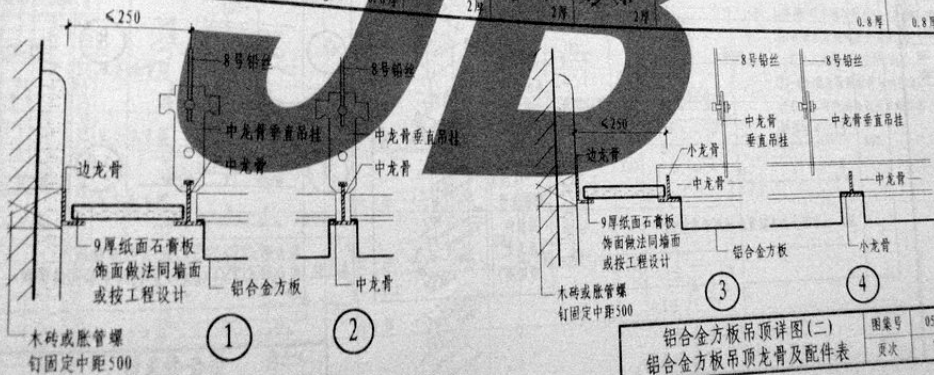 2厚
2厚
2厚
0.8厚
≤250
8号铅丝
8号铅丝
中龙骨垂直吊挂
中龙骨垂直吊挂
边龙骨
中龙骨
中龙骨
9厚纸面石膏板
饰面做法同墙面
或按工程设计
铝合金方板
中龙骨
木砖或胀管螺
钉固定中距500
1
2
8号铅丝
8号铅丝
≤250
中龙骨
垂直吊挂
中龙骨垂直吊挂
边龙骨
小龙骨
中龙骨
中龙骨
9厚纸面石膏板
饰面做法同墙面
或按工程设计
铝合金方板
小龙骨
木砖或胀管螺
钉固定中距500
3
4
铝合金方板吊顶详图(二)
铝合金方板吊顶龙骨及配件表
图集号
05
页次
JB